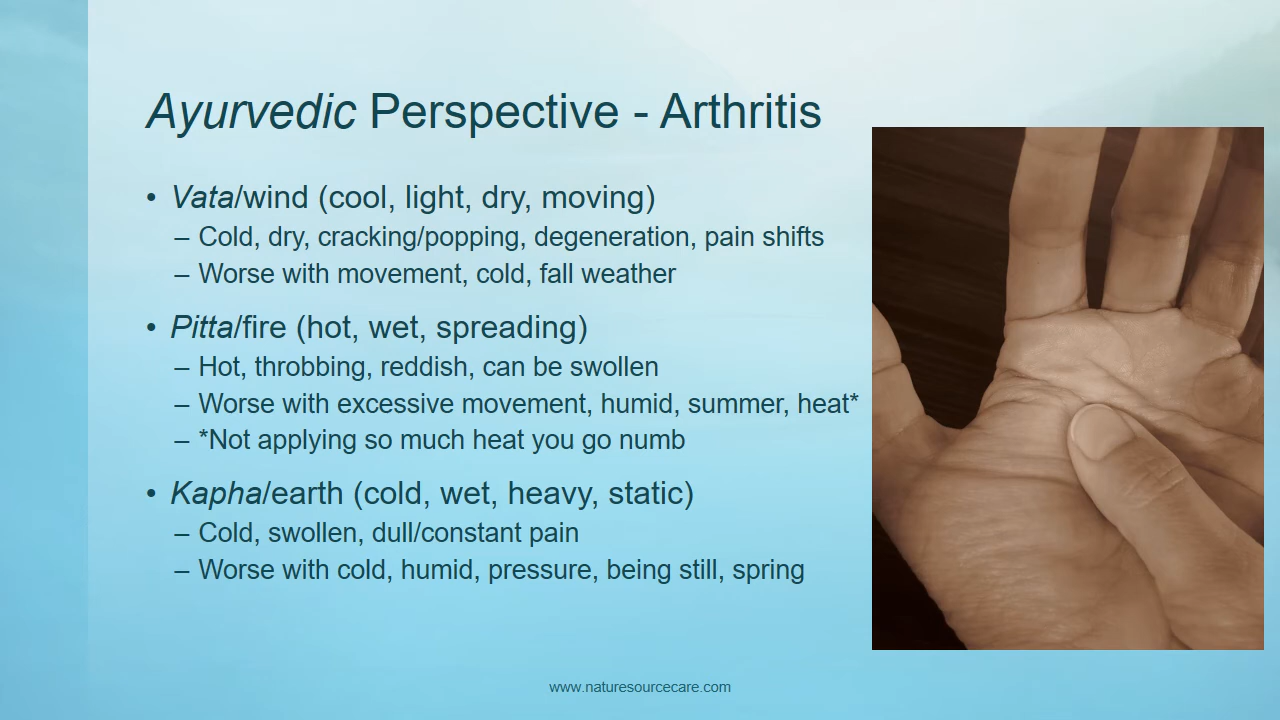 Ayurvedic Perspective - Arthritis
• Vata/wind (cool, light, dry, moving)
– Cold, dry, cracking/popping, degeneration, pain shifts
– Worse with movement, cold, fall weather
• Pitta/fire (hot, wet, spreading)
– Hot, throbbing, reddish, can be swollen
– Worse with excessive movement, humid, summer, heat*
– *Not applying so much heat you go numb
• Kapha/earth (cold, wet, heavy, static)
– Cold, swollen, dull/constant pain
– Worse with cold, humid, pressure, being still, spring
www.naturesourcecare.com